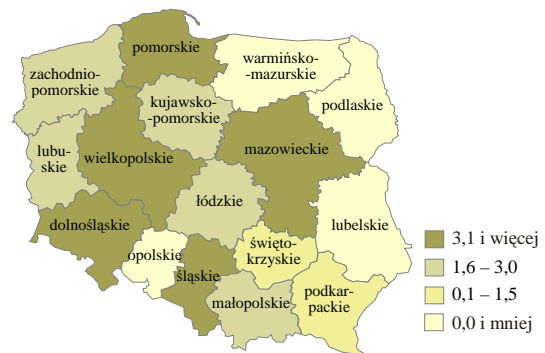 pomorskie
warmińsko-
mazurskie
zachodnio-
pomorskie
kujawsko-
-pomorskie
podlaskie
lubu-
skie
wielkopolskie
mazowieckie
łódzkie
dolnośląskie
lubelskie
opolskie
śląskie
święto-
krzyskie
małopolskie
podkar-
packie
3,1 i więcej
1,6 – 3,0
0,1 – 1,5
0,0 i mniej